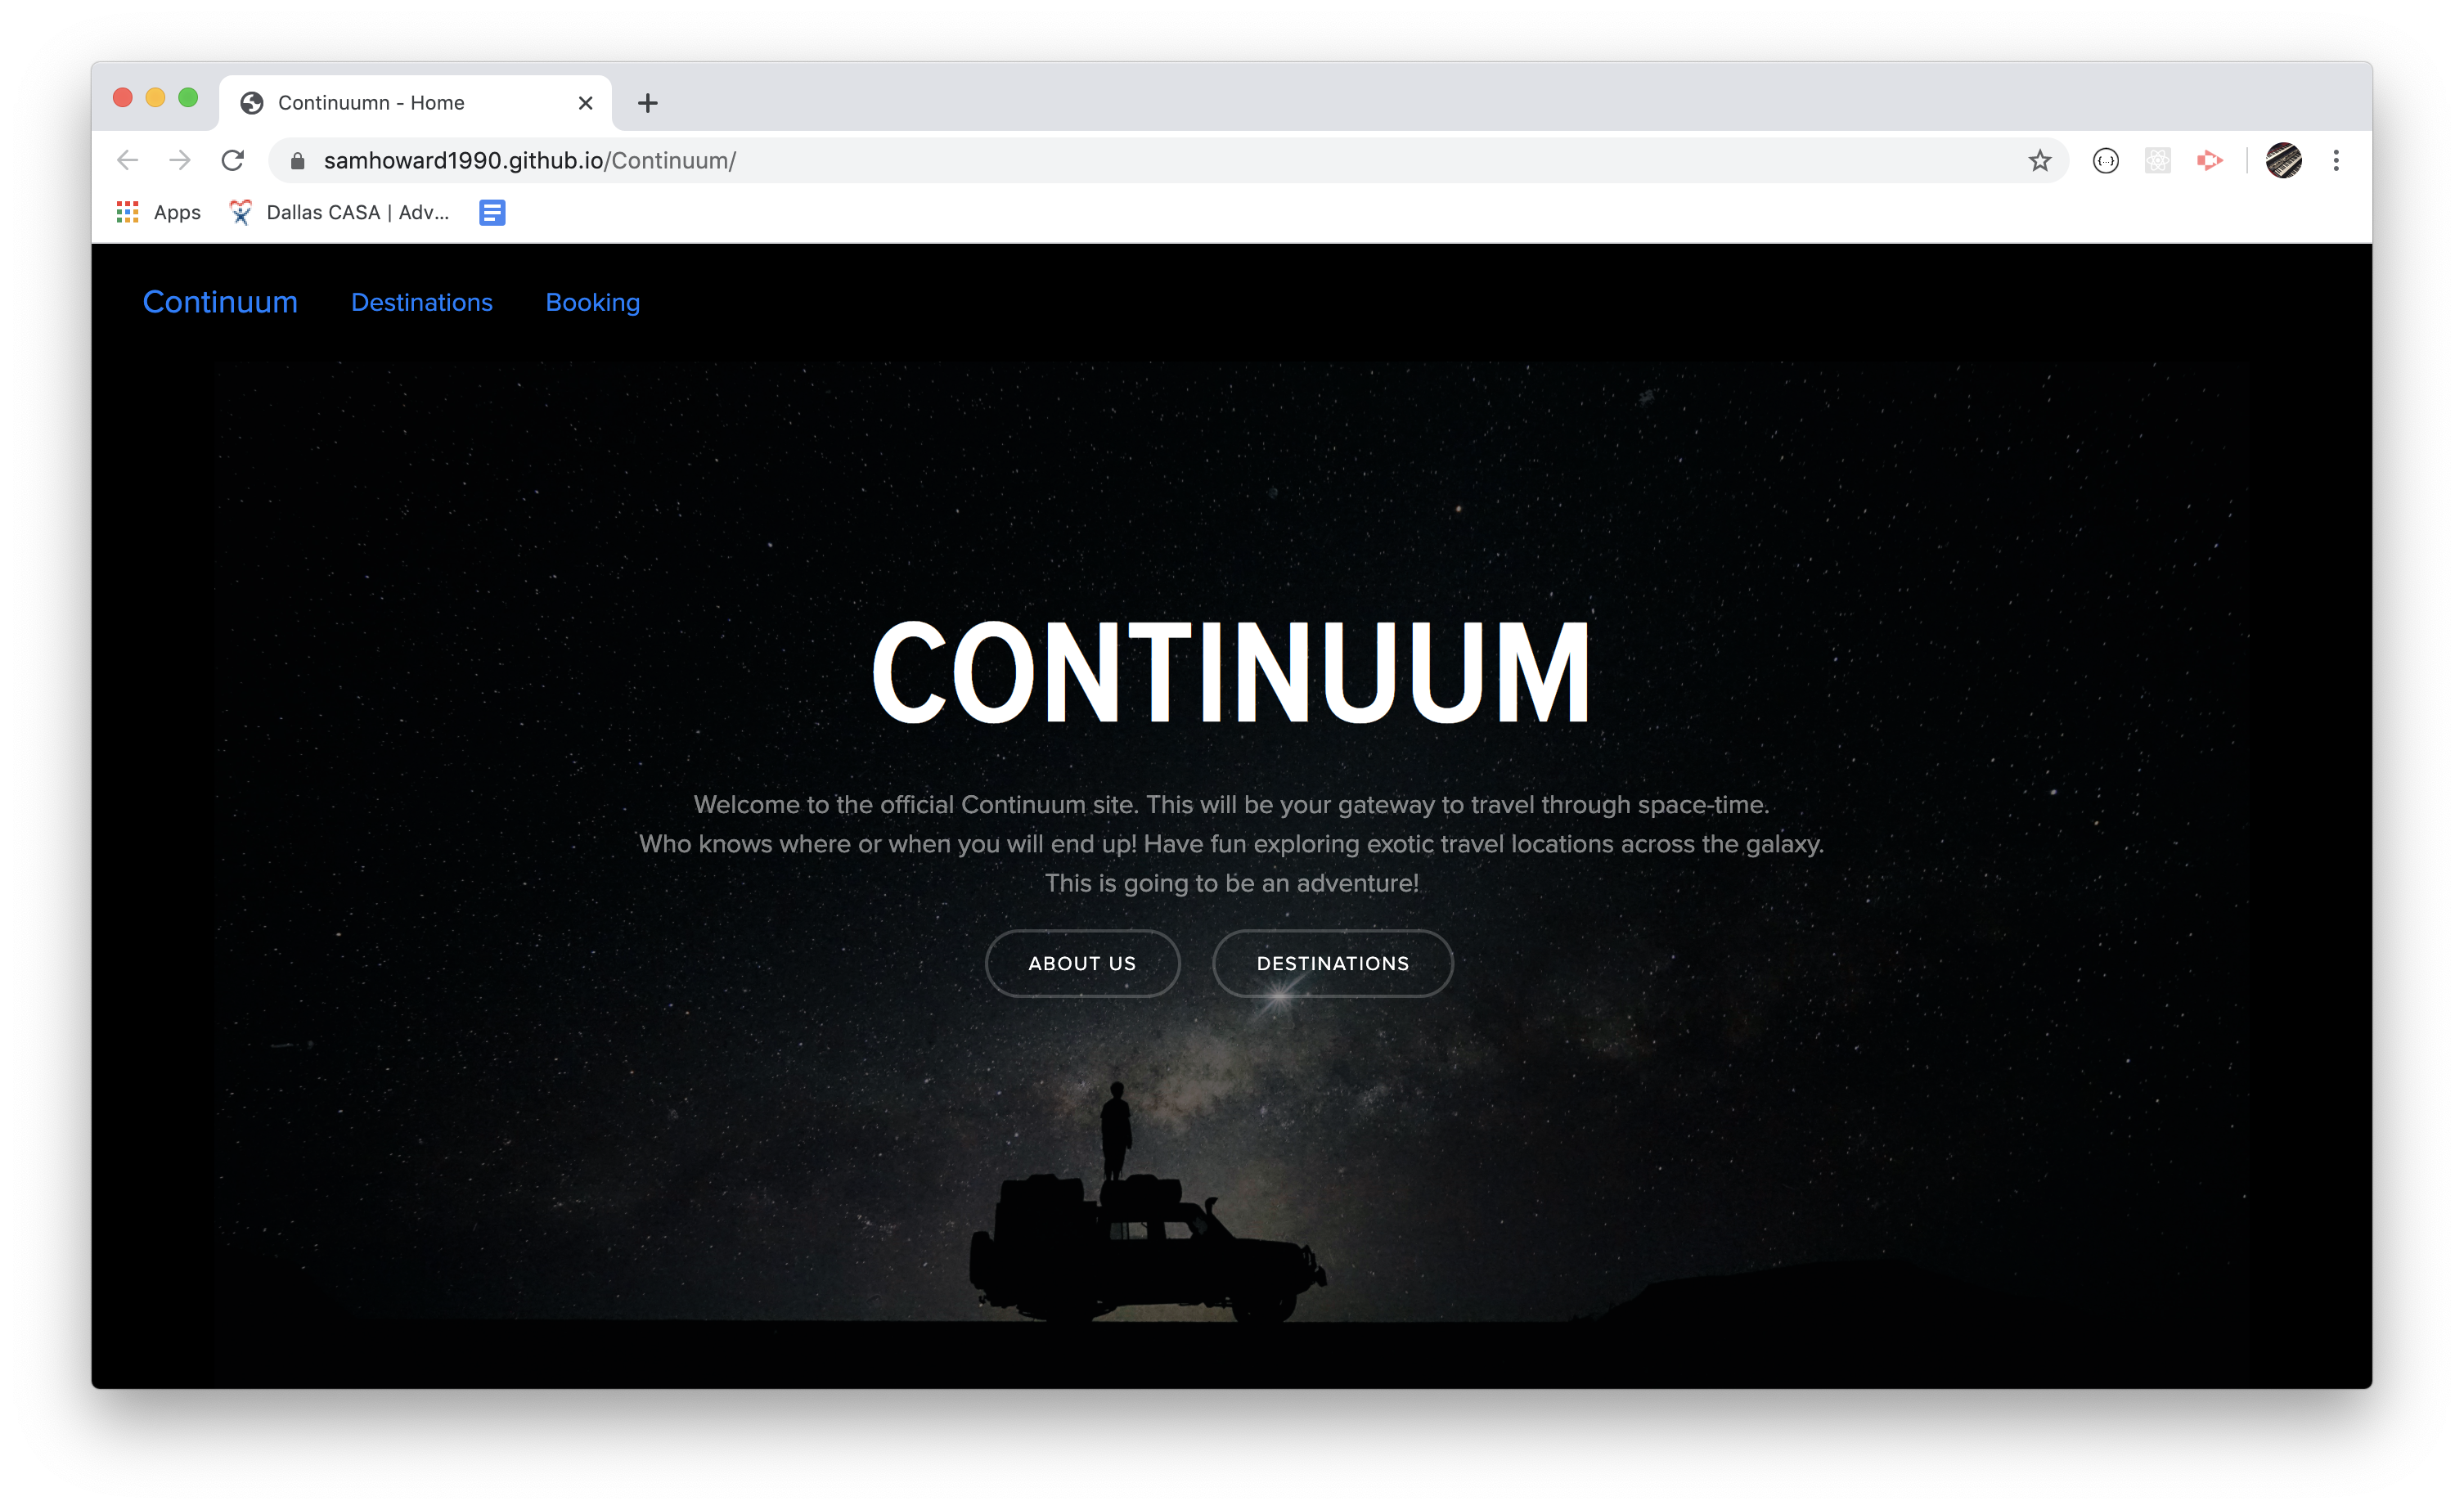 Continuumn - Home
samhoward1990.github.io/Continuum/
{...}
Apps Dallas CASA | Adv...
Continuum Destinations Booking
CONTINUUM
Welcome to the official Continuum site. This will be your gateway to travel through space-time.
Who knows where or when you will end up! Have fun exploring exotic travel locations across the galaxy.
This is going to be an adventure!
ABOUT US DESTINATIONS